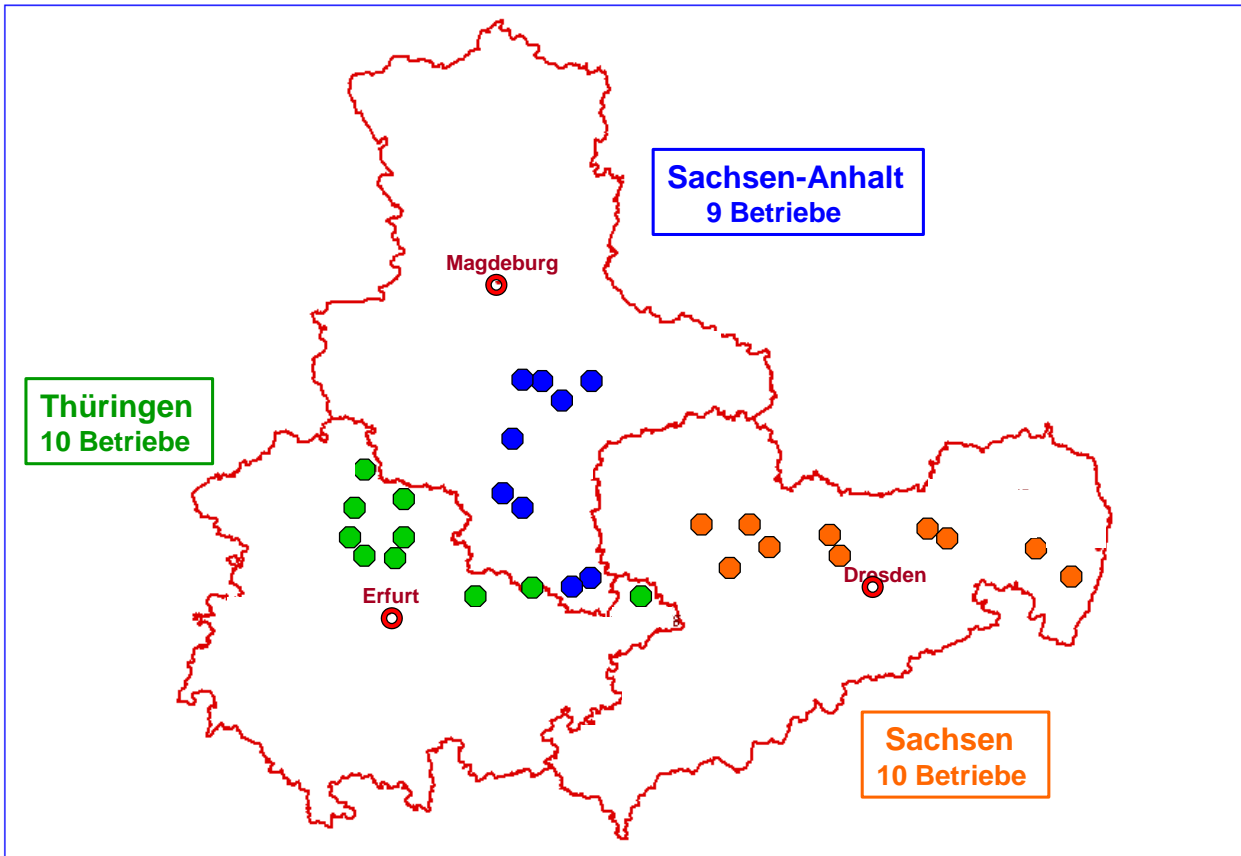 Sachsen-Anhalt
9 Betriebe
Magdeburg
Thüringen
10 Betriebe
Dresden
Erfurt
Sachsen
10 Betriebe